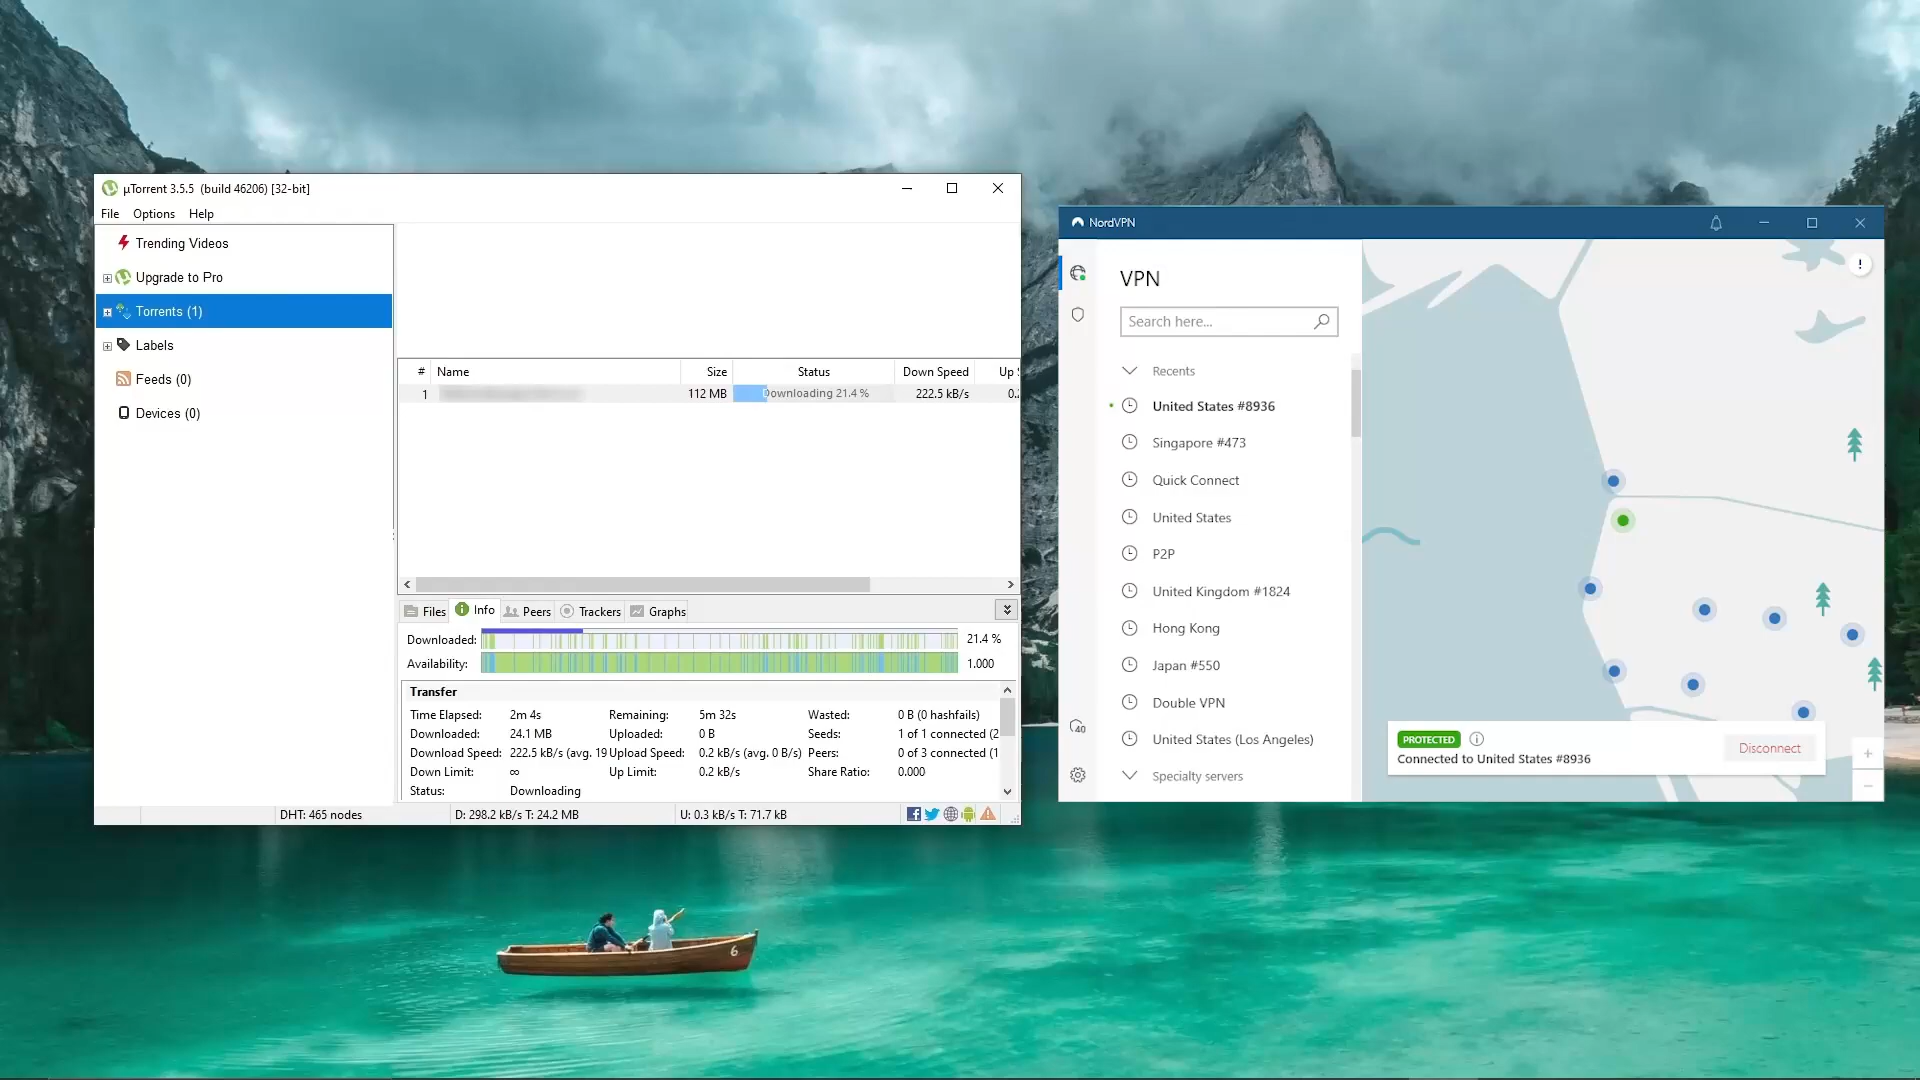 µTorrent 3.5.5 (build 46206) [32-bit]
File Options Help
Trending Videos
Upgrade to Pro
Torrents (1)
Labels
Feeds (0)
Devices (0)
# Name Size Status Down Speed Up S
1 112 MB Downloading 21.4 % 222.5 kB/s 0.2
Files Info Peers Trackers Graphs
Downloaded: 21.4 %
Availability: 1.000
Transfer
Time Elapsed: 2m 4s Remaining: 5m 32s Wasted: 0 B (0 hashfails)
Downloaded: 24.1 MB Uploaded: 0 B Seeds: 1 of 1 connected (2
Download Speed: 222.5 kB/s (avg. 19 Upload Speed: 0.2 kB/s (avg. 0 B/s) Peers: 0 of 3 connected (1
Down Limit: ∞ Up Limit: 0.2 kB/s Share Ratio: 0.000
Status: Downloading
DHT: 465 nodes D: 298.2 kB/s T: 24.2 MB U: 0.3 kB/s T: 71.7 kB
NordVPN
VPN
Search here...
Recents
United States #8936
Singapore #473
Quick Connect
United States
P2P
United Kingdom #1824
Hong Kong
Japan #550
Double VPN
United States (Los Angeles)
Specialty servers
40
PROTECTED
Connected to United States #8936
Disconnect
6